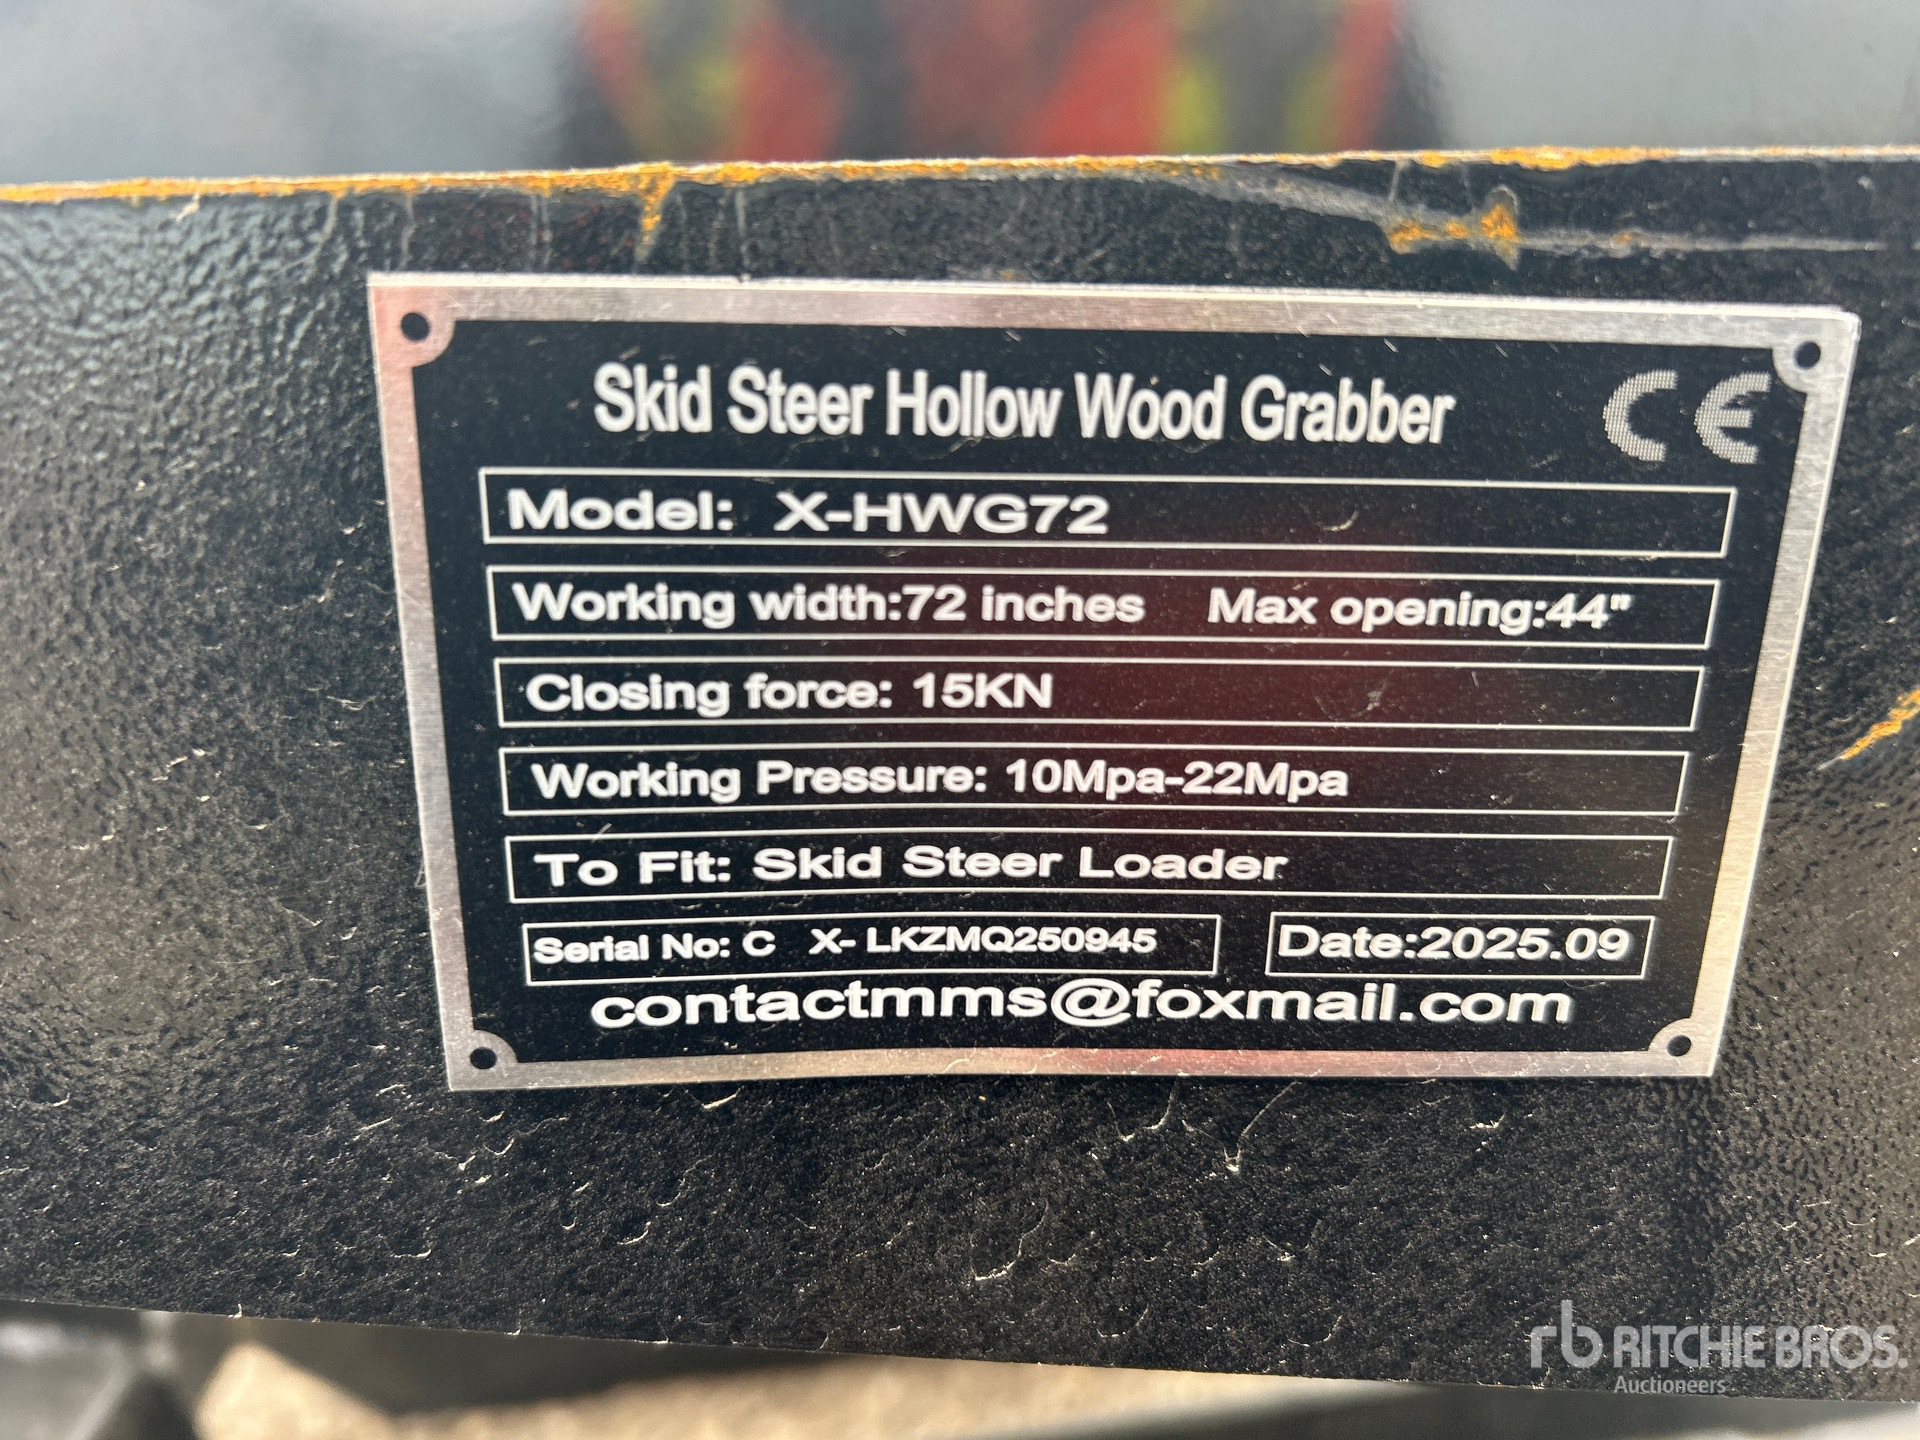 Skid Steer Hollow Wood Grabber CE
Model: X-HWG72
Working width:72 inches Max opening:44"
Closing force: 15KN
Working Pressure: 10Mpa-22Mpa
To Fit: Skid Steer Loader
Serial No: C X- LKZMQ250945 Date:2025.09
contactmms@foxmail.com
rb RITCHIE BROS.
Auctioneers